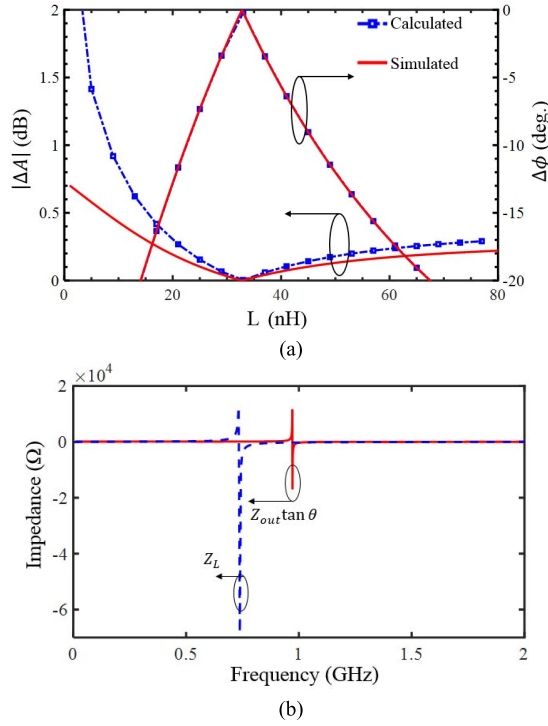 2
1.5
1
0.5
0
|ΔA| (dB)
0
-5
-10
-15
-20
Δϕ (deg.)
Calculated
Simulated
0 20 40 60 80
L (nH)
(a)
×10⁴
2
0
-2
-4
-6
Impedance (Ω)
Z_out tan θ
Z_L
0 0.5 1 1.5 2
Frequency (GHz)
(b)